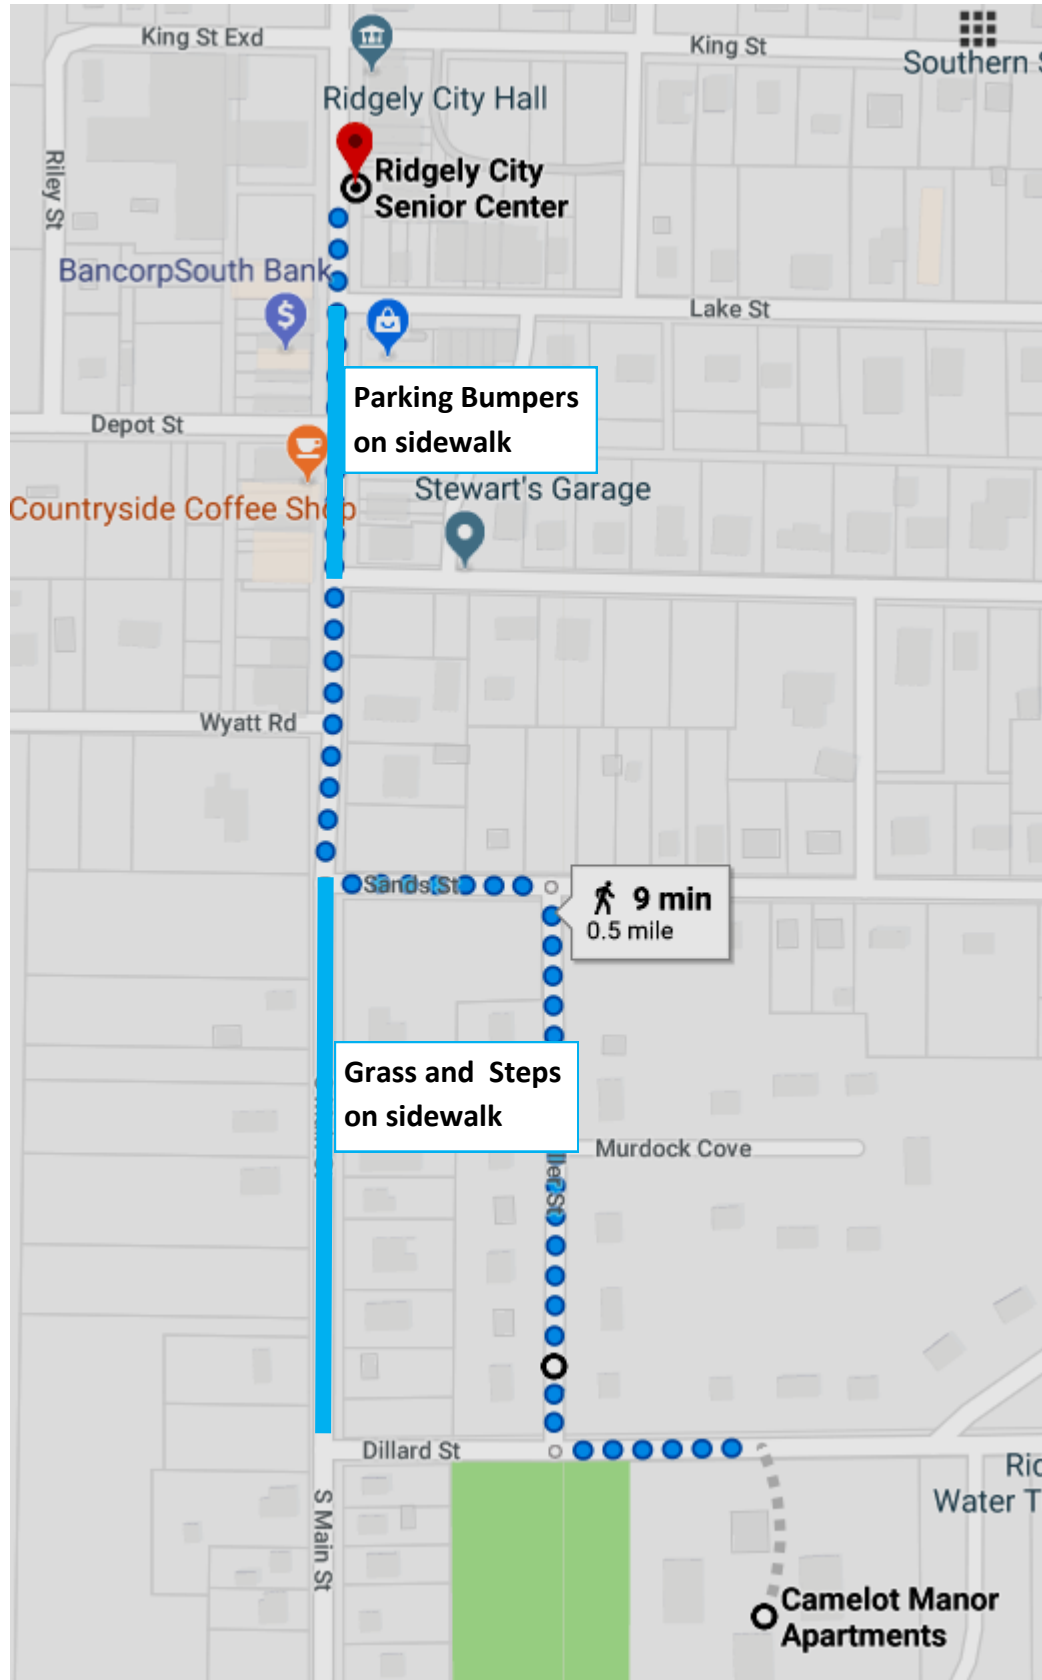 King St Exd
King St
Southern S
Ridgely City Hall
Riley St
Ridgely City
Senior Center
BancorpSouth Bank
Lake St
Parking Bumpers
on sidewalk
Depot St
Stewart's Garage
Countryside Coffee Shop
Wyatt Rd
Sands St
9 min
0.5 mile
Grass and Steps
on sidewalk
Murdock Cove
Dillard St
Ric
Water T
S Main St
Camelot Manor
Apartments